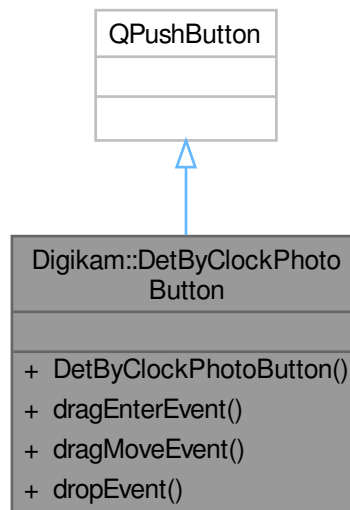 QPushButton
Digikam::DetByClockPhoto
Button
+ DetByClockPhotoButton()
+ dragEnterEvent()
+ dragMoveEvent()
+ dropEvent()